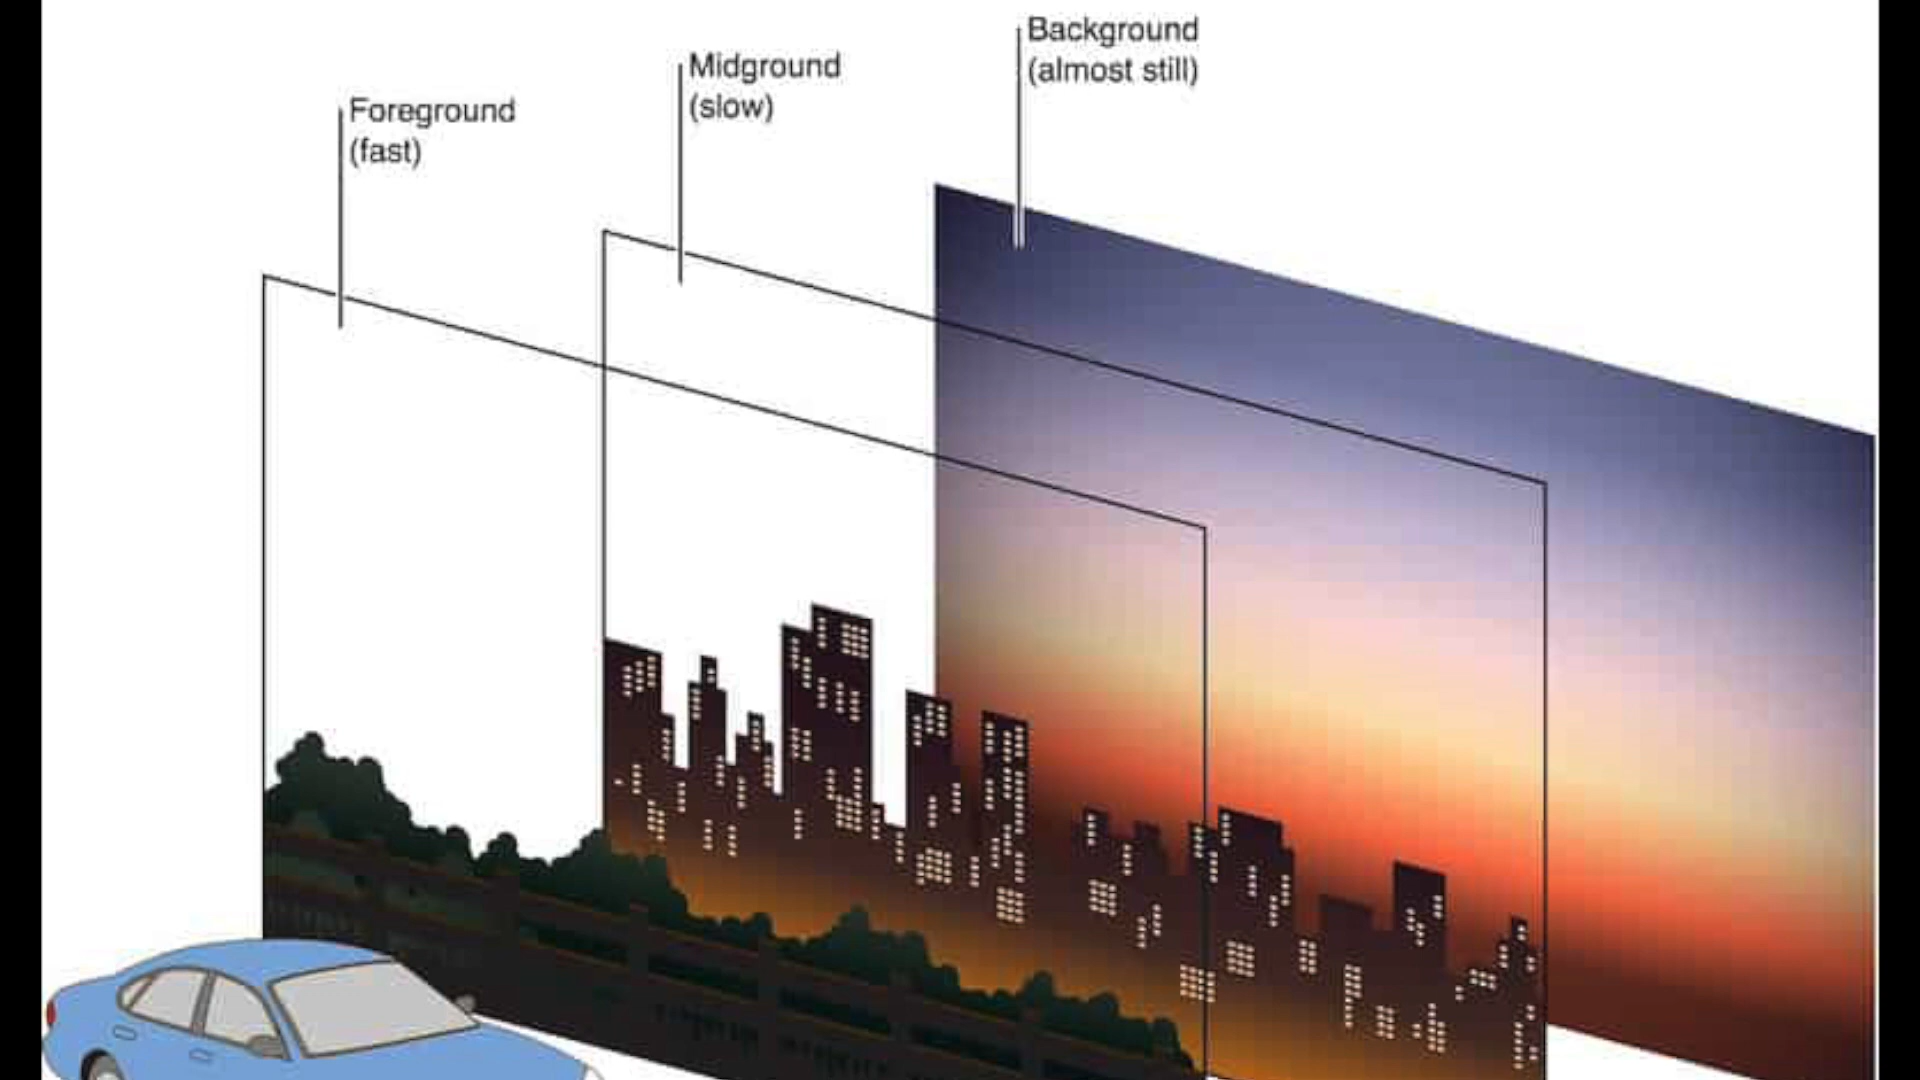 Foreground
(fast)
Midground
(slow)
Background
(almost still)